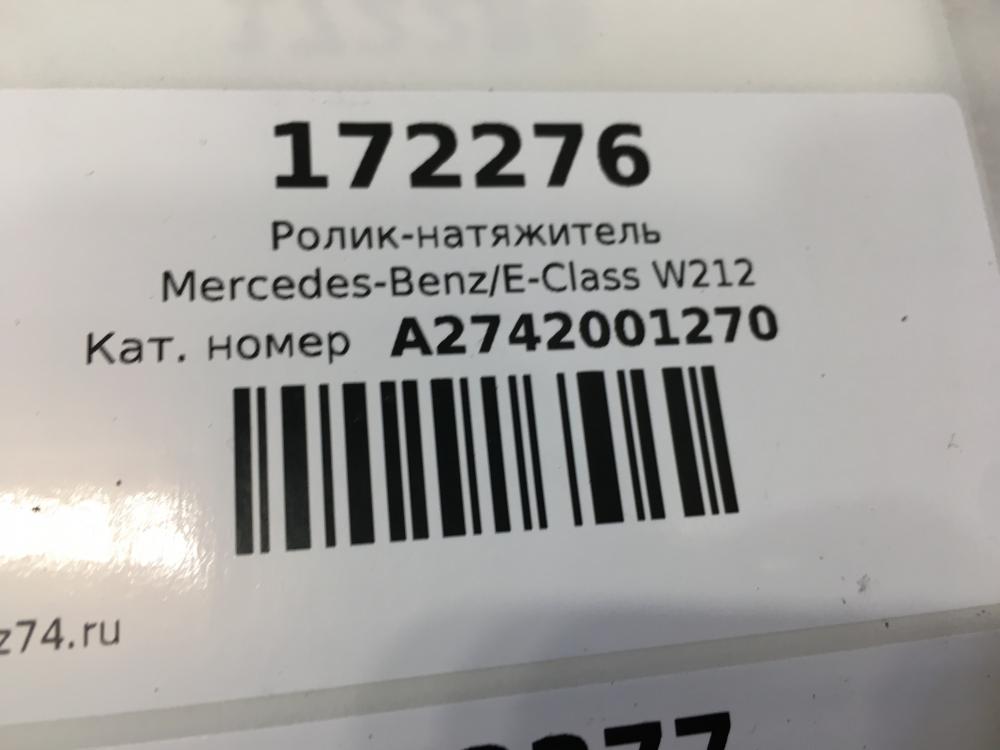 172276
Ролик-натяжитель
Mercedes-Benz/E-Class W212
Кат. номер A2742001270
z74.ru